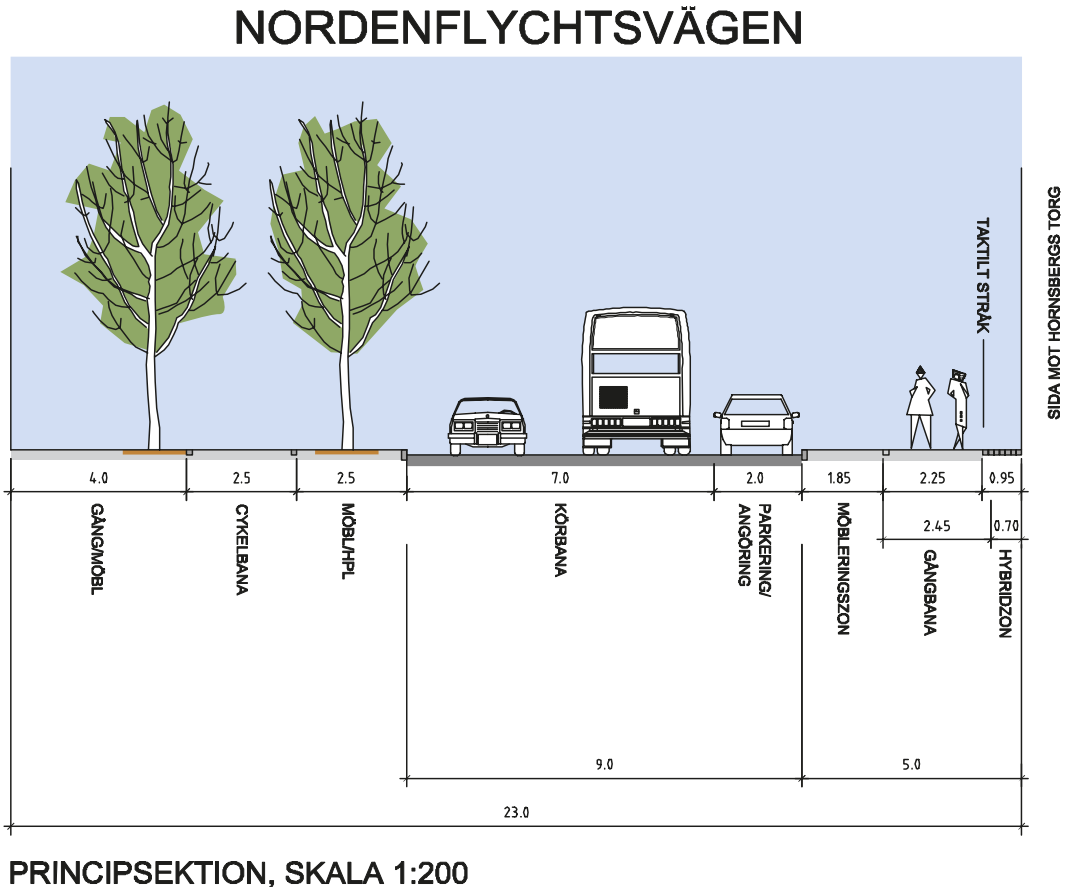 NORDENFLYCHTSVÄGEN
TAKTILT STRÅK
SIDA MOT HORNSBERGS TORG
4.0
2.5
2.5
7.0
2.0
1.85
2.25
0.95
GÅNG/MÖBL
CYKELBANA
MÖBL/HPL
KÖRBANA
PARKERING/
ANGÖRING
MÖBLERINGSZON
2.45
0.70
GÅNGBANA
HYBRIDZON
9.0
5.0
23.0
PRINCIPSEKTION, SKALA 1:200